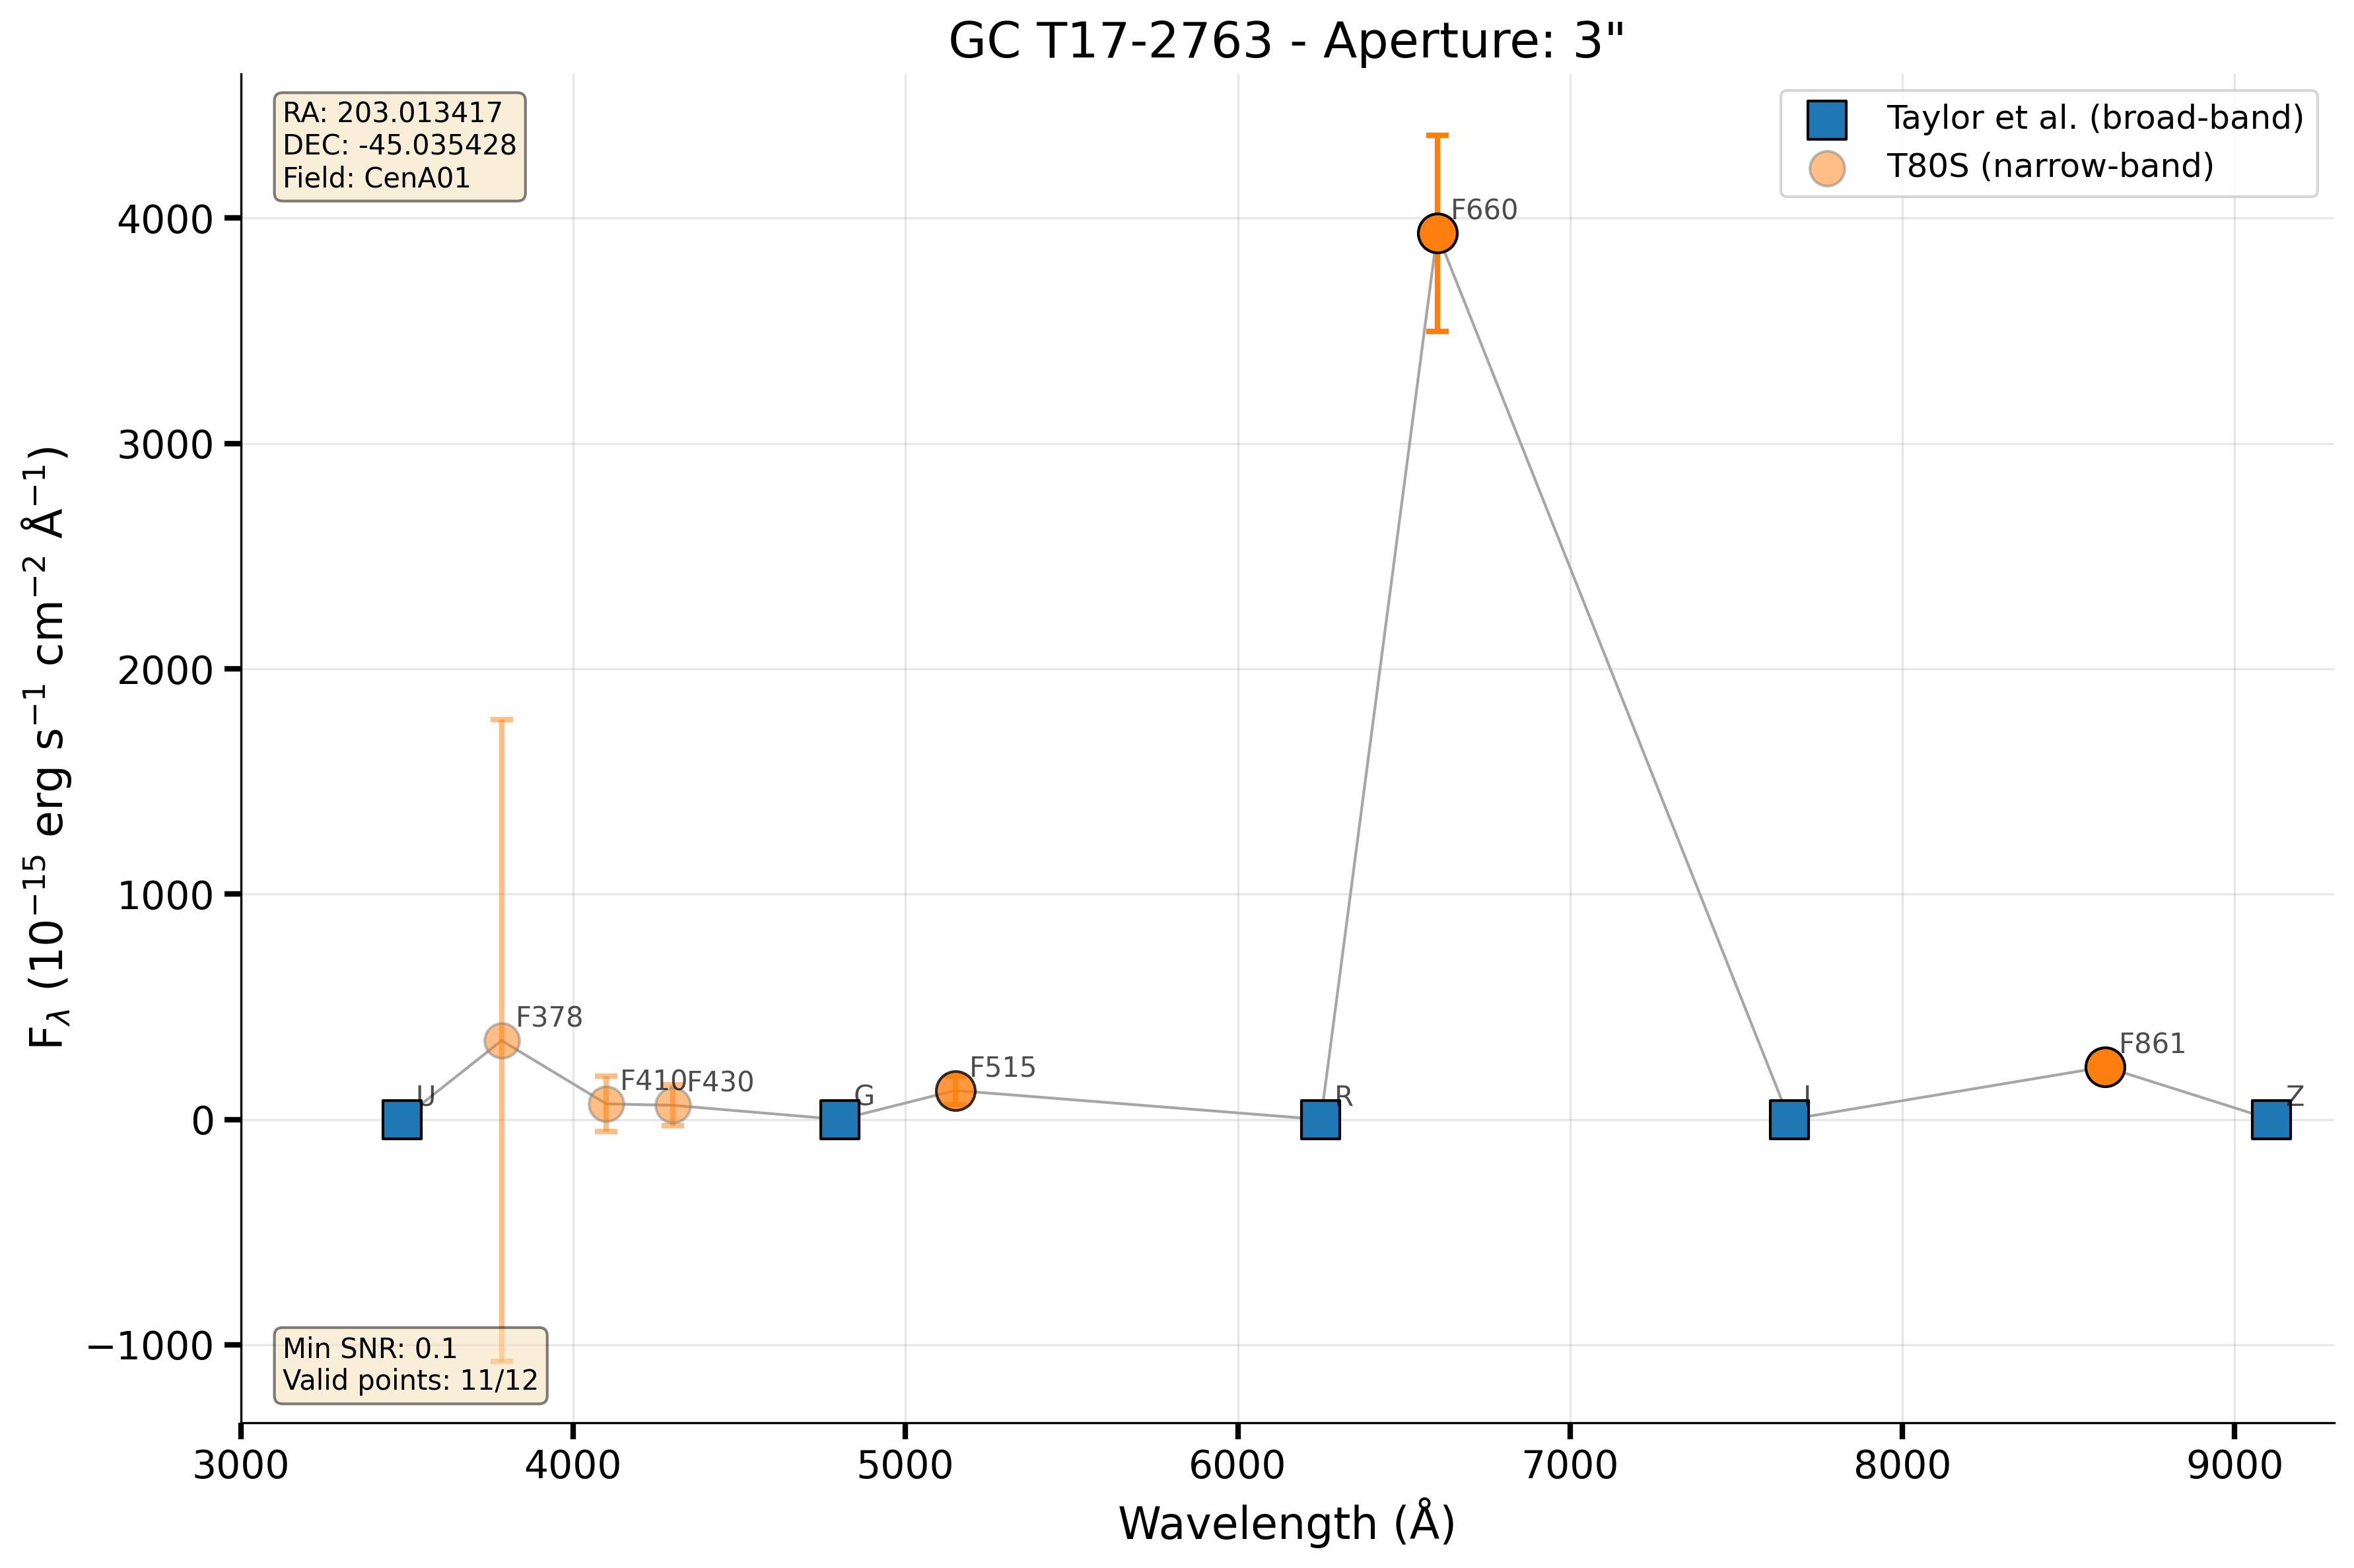 GC T17-2763 - Aperture: 3"
RA: 203.013417
DEC: -45.035428
Field: CenA01
Taylor et al. (broad-band)
T80S (narrow-band)
F_λ (10⁻¹⁵ erg s⁻¹ cm⁻² Å⁻¹)
4000
3000
2000
1000
0
−1000
U
F378
F410
F430
G
F515
R
F660
I
F861
Z
Min SNR: 0.1
Valid points: 11/12
3000
4000
5000
6000
7000
8000
9000
Wavelength (Å)